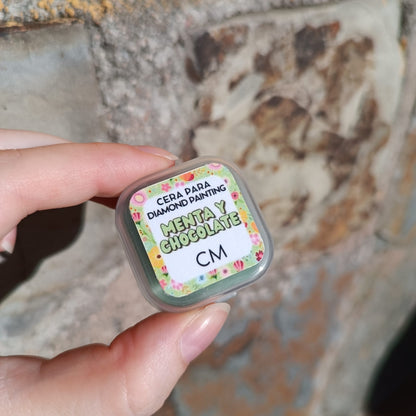 CERA PARA
DIAMOND PAINTING
MENTA Y
CHOCOLATE
CM